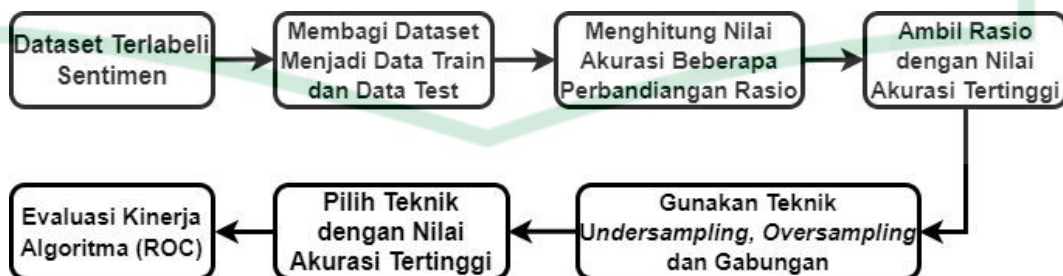 Dataset Terlabeli
Sentimen
Membagi Dataset
Menjadi Data Train
dan Data Test
Menghitung Nilai
Akurasi Beberapa
Perbandiangan Rasio
Ambil Rasio
dengan Nilai
Akurasi Tertinggi
Gunakan Teknik
Undersampling, Oversampling
dan Gabungan
Pilih Teknik
dengan Nilai
Akurasi Tertinggi
Evaluasi Kinerja
Algoritma (ROC)